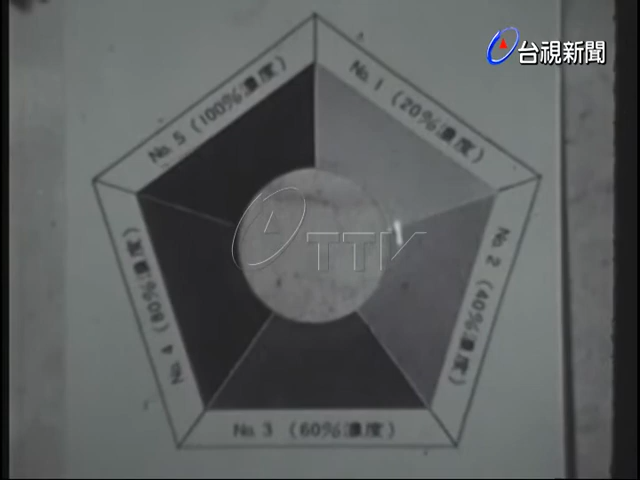 台視新聞
No. 1 (20%濃度)
No. 2 (40%濃度)
No. 3 (60%濃度)
No. 4 (80%濃度)
No. 5 (100%濃度)
TTV